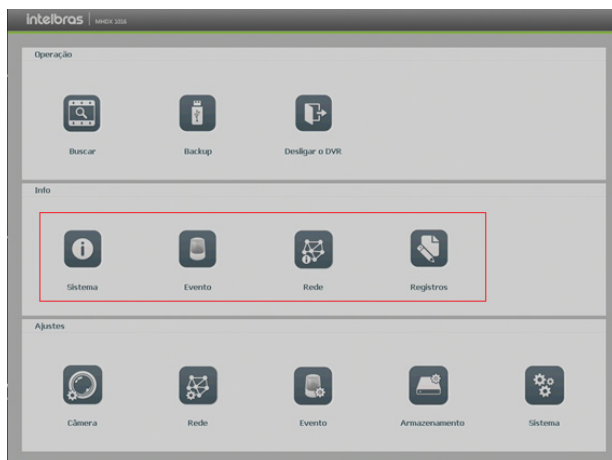 intelbras | MHDX 1016
Operação
Buscar Backup Desligar o DVR
Info
Sistema Evento Rede Registros
Ajustes
Câmera Rede Evento Armazenamento Sistema